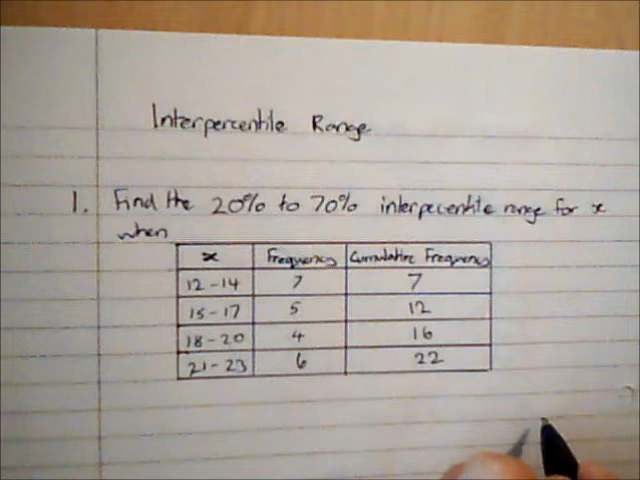 Interpercentile Range
1. Find the 20% to 70% interpecentile range for x
when
x Frequency Cumulative Frequency
12-14 7 7
15-17 5 12
18-20 4 16
21-23 6 22